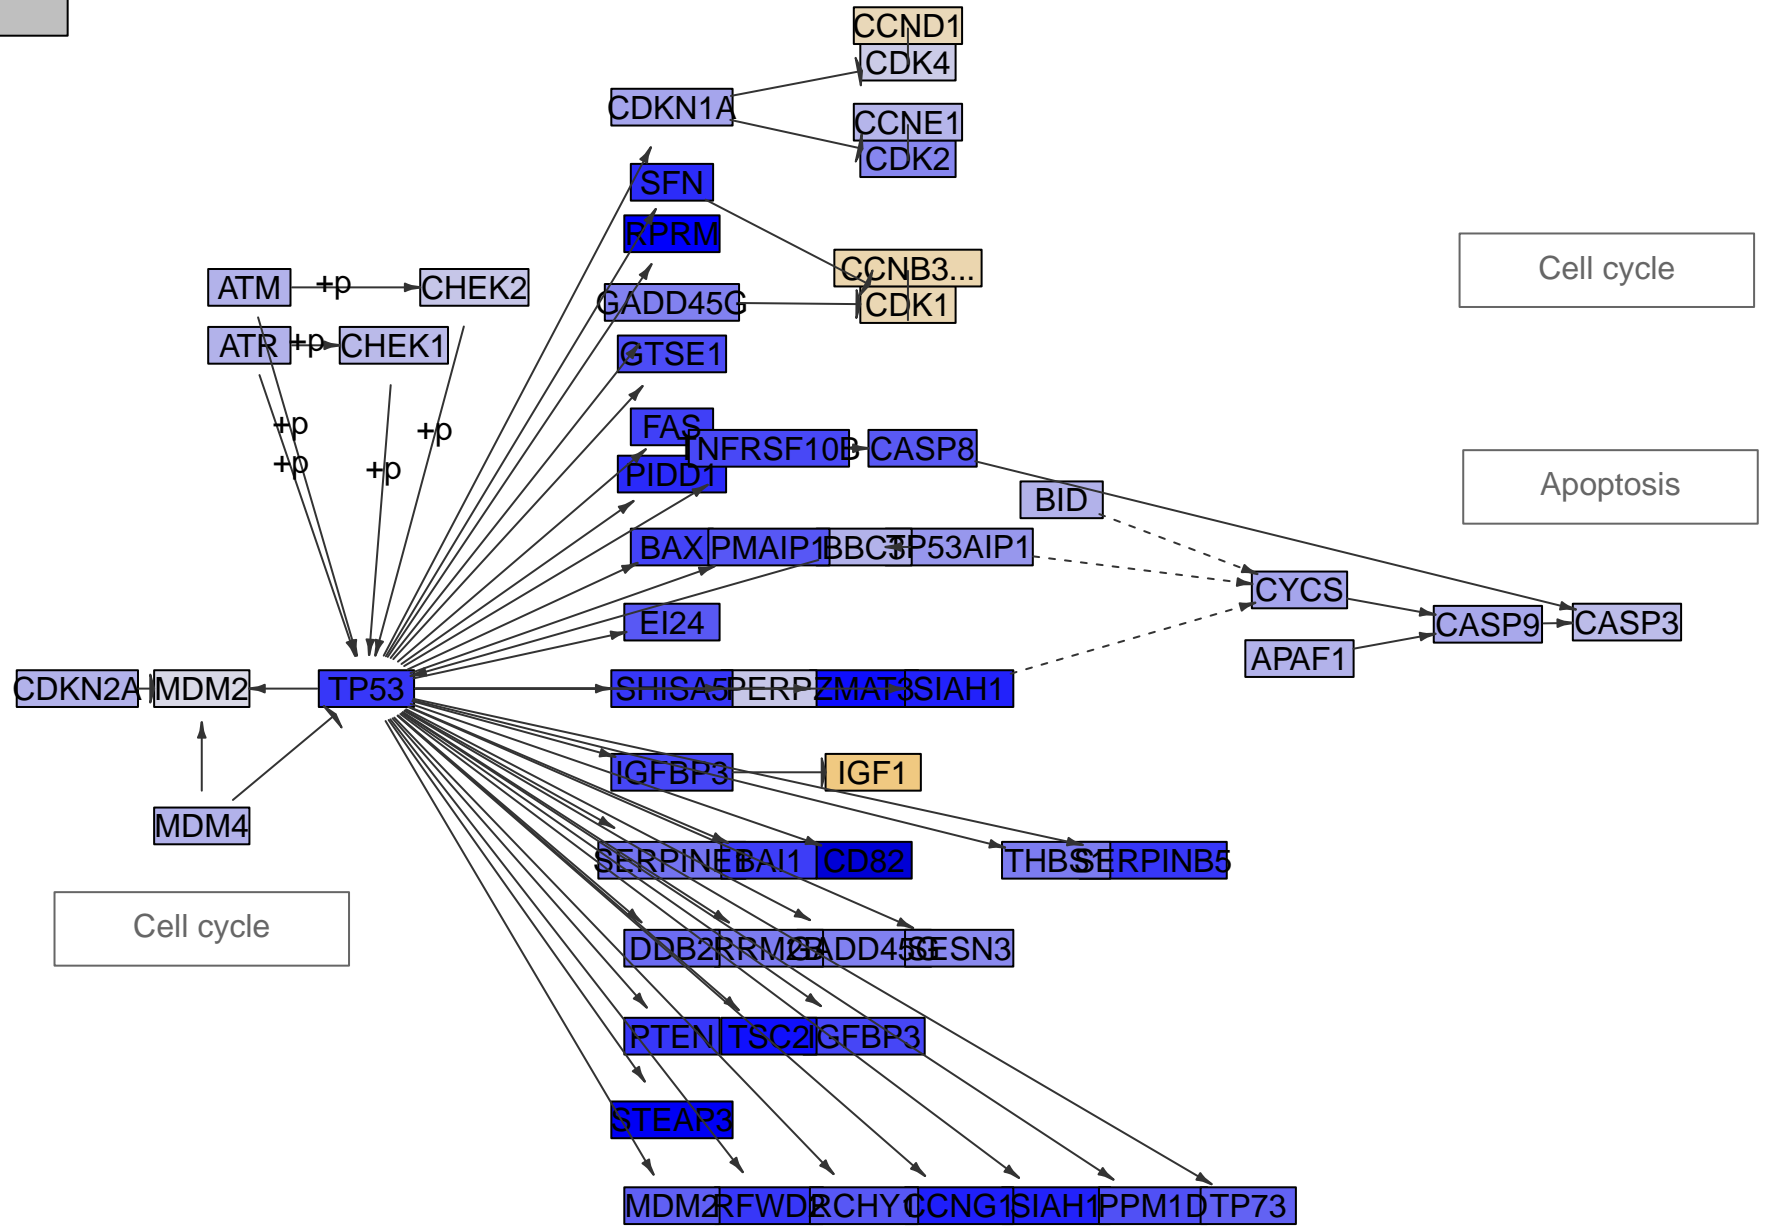 CCND1
CDK4
CDKN1A
CCNE1
CDK2
SFN
RPRM
Cell cycle
CCNB3...
ATM +p CHEK2
GADD45G
CDK1
ATR +p CHEK1
GTSE1
FAS
+p
+p
TNFRSF10B
CASP8
+p
+p
PIDD1
Apoptosis
BID
BAX
PMAIP1
BBC3
TP53AIP1
CYCS
EI24
CASP9
CASP3
APAF1
CDKN2A
MDM2
TP53
SHISA5
PERP
ZMAT3
SIAH1
IGFBP3
IGF1
MDM4
SERPINE1
BAI1
CD82
THBS1
SERPINB5
Cell cycle
DDB2
RRM2B
GADD45G
SESN3
PTEN
TSC2
IGFBP3
STEAP3
MDM2
RFWD2
RCHY1
CCNG1
SIAH1
PPM1D
TP73